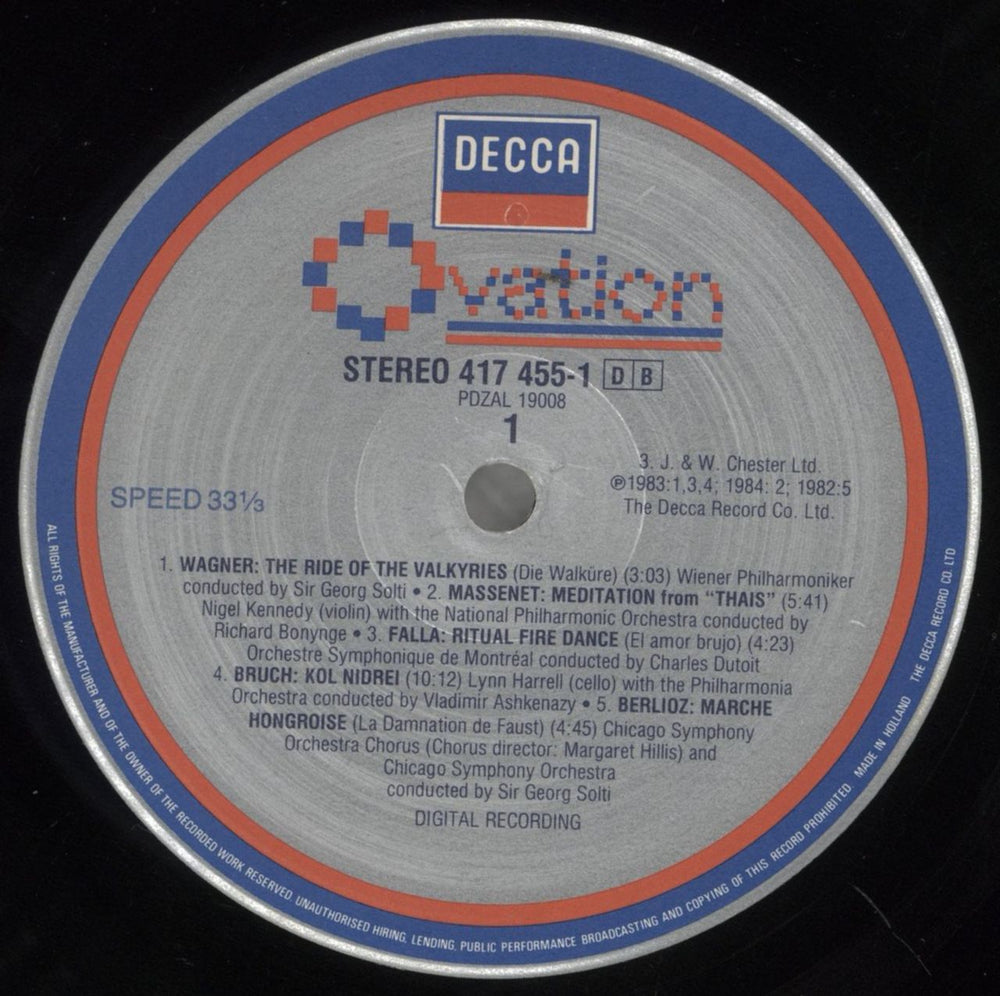 DECCA
Ovation
STEREO 417 455-1 D B
PDZAL 19008
1
SPEED 33⅓
3. J. & W. Chester Ltd.
℗1983:1,3,4; 1984: 2; 1982:5
The Decca Record Co. Ltd.
1. WAGNER: THE RIDE OF THE VALKYRIES (Die Walküre) (3:03) Wiener Philharmoniker
conducted by Sir Georg Solti • 2. MASSENET: MEDITATION from “THAIS” (5:41)
Nigel Kennedy (violin) with the National Philharmonic Orchestra conducted by
Richard Bonynge • 3. FALLA: RITUAL FIRE DANCE (El amor brujo) (4:23)
Orchestre Symphonique de Montréal conducted by Charles Dutoit
4. BRUCH: KOL NIDREI (10:12) Lynn Harrell (cello) with the Philharmonia
Orchestra conducted by Vladimir Ashkenazy • 5. BERLIOZ: MARCHE
HONGROISE (La Damnation de Faust) (4:45) Chicago Symphony
Orchestra Chorus (Chorus director: Margaret Hillis) and
Chicago Symphony Orchestra
conducted by Sir Georg Solti
DIGITAL RECORDING
ALL RIGHTS OF THE MANUFACTURER AND OF THE OWNER OF THE RECORDED WORK RESERVED. UNAUTHORISED HIRING, LENDING, PUBLIC PERFORMANCE BROADCASTING AND COPYING OF THIS RECORD PROHIBITED. MADE IN HOLLAND THE DECCA RECORD CO. LTD